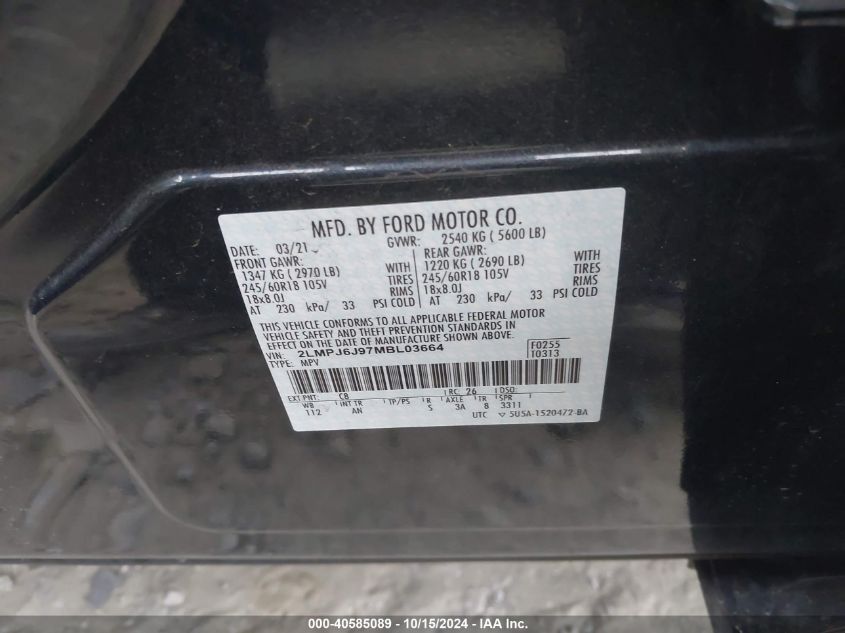 MFD. BY FORD MOTOR CO.
DATE: 03/21 GVWR: 2540 KG ( 5600 LB)
FRONT GAWR: REAR GAWR:
1347 KG ( 2970 LB) WITH 1220 KG ( 2690 LB) WITH
245/60R18 105V TIRES 245/60R18 105V TIRES
18x8.0J RIMS 18x8.0J RIMS
AT 230 kPa/ 33 PSI COLD AT 230 kPa/ 33 PSI COLD
THIS VEHICLE CONFORMS TO ALL APPLICABLE FEDERAL MOTOR
VEHICLE SAFETY AND THEFT PREVENTION STANDARDS IN
EFFECT ON THE DATE OF MANUFACTURE SHOWN ABOVE.
VIN: 2LMPJ6J97MBL03664 F0255
TYPE: MPV T0313
EXT PNT: CB RC: 26 DSO:
WB INT TR TP/PS R AXLE TR SPR
112 AN S 3A 8 3311
UTC 5U5A-1520472-BA
000-40585089 - 10/15/2024 - IAA Inc.